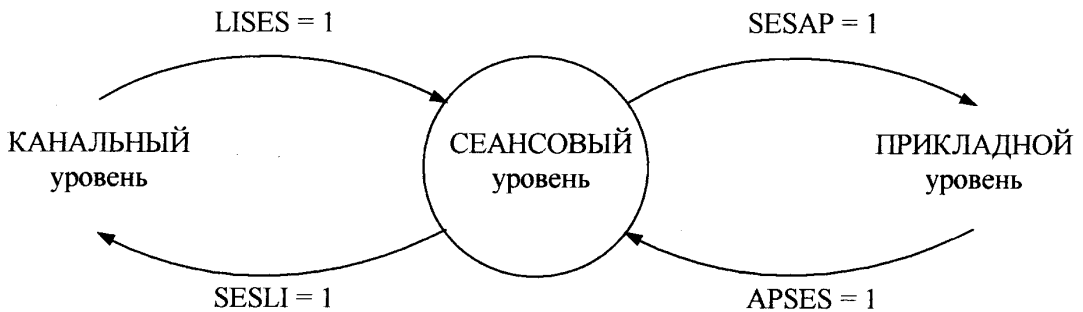 LISES = 1
SESAP = 1
КАНАЛЬНЫЙ
уровень
СЕАНСОВЫЙ
уровень
ПРИКЛАДНОЙ
уровень
SESLI = 1
APSES = 1